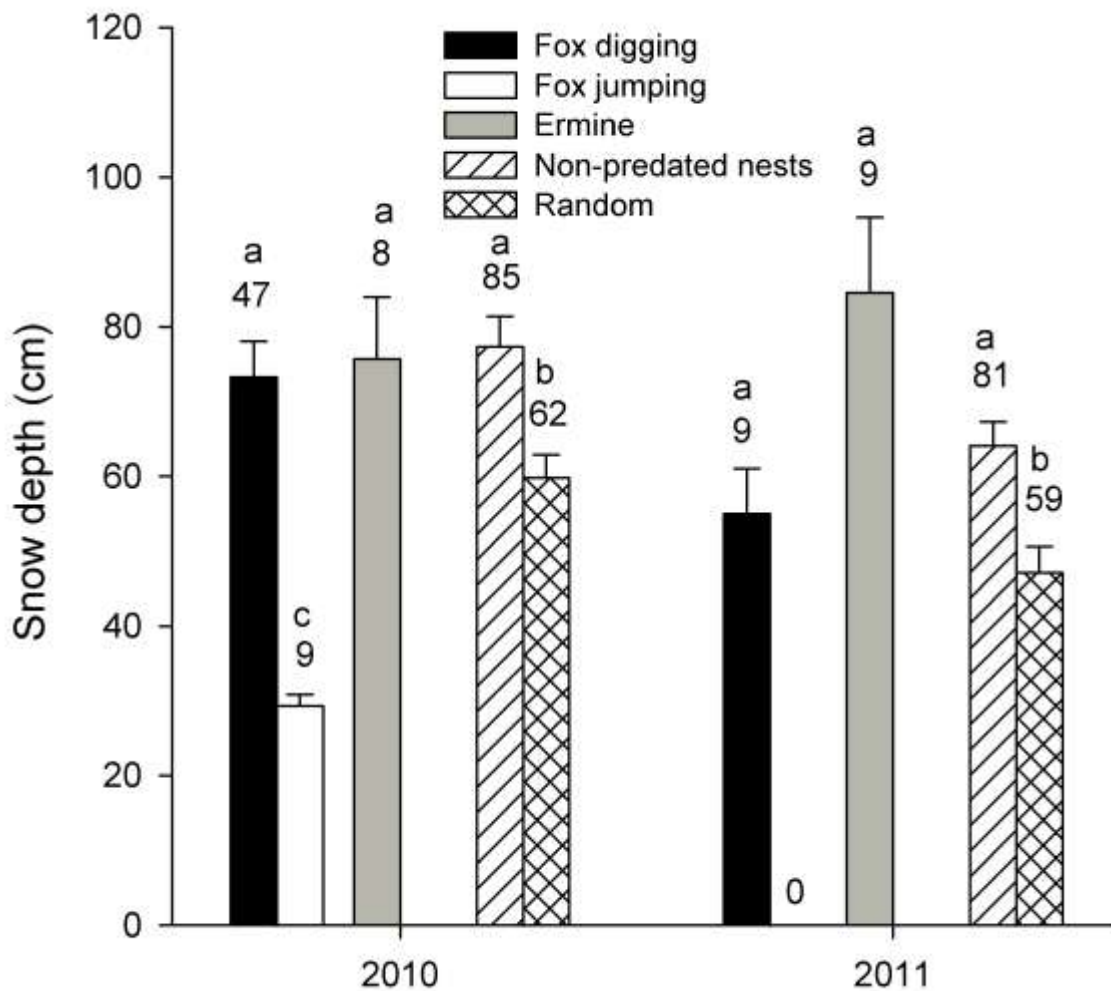 120
100
80
60
40
20
0
Snow depth (cm)
Fox digging
Fox jumping
Ermine
Non-predated nests
Random
a
47
c
9
a
8
a
85
b
62
a
9
0
a
9
a
81
b
59
2010
2011